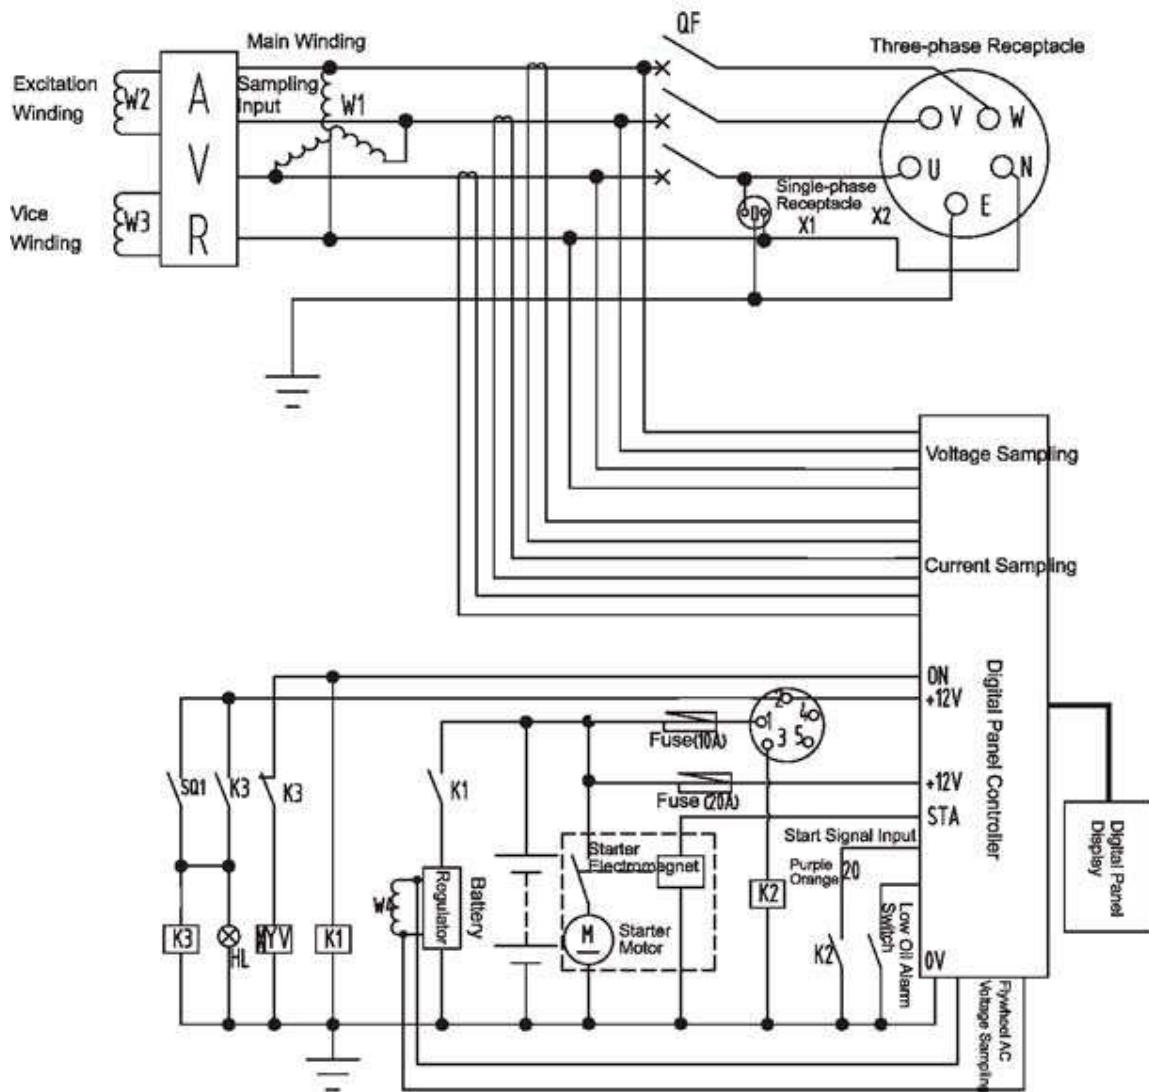 Main Winding
QF
Three-phase Receptacle
Excitation
Winding
W2
A
V
R
Sampling
Input
W1
V
W
U
N
E
Single-phase
Receptacle
X1
X2
Vice
Winding
W3
Voltage Sampling
Current Sampling
Digital Panel Controller
ON
+12V
2
1
4
3
5
Fuse(10A)
SQ1
K3
K3
K1
Fuse (20A)
+12V
STA
Start Signal Input
Starter
Electromagnet
Purple
Orange
20
Digital Panel
Display
W4
Regulator
Battery
K2
Low Oil Alarm
Switch
K3
HL
YV
K1
M
Starter
Motor
K2
0V
Flywheel AC
Voltage Sampling